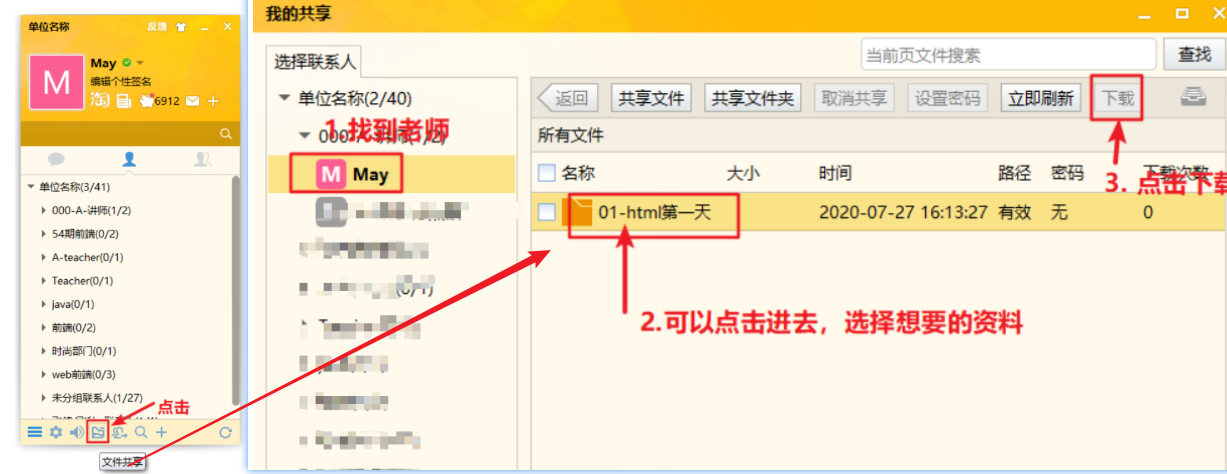 单位名称
反馈
May
编辑个性签名
淘
6912
单位名称(3/41)
000-A-讲师(1/2)
54期前端(0/2)
A-teacher(0/1)
Teacher(0/1)
java(0/1)
前端(0/2)
时尚部门(0/1)
web前端(0/3)
未分组联系人(1/27)
点击
文件共享
我的共享
选择联系人
当前页文件搜索
查找
单位名称(2/40)
000-A-讲师(1/2)
1.找到老师
M May
返回 共享文件 共享文件夹 取消共享 设置密码 立即刷新 下载
所有文件
名称 大小 时间 路径 密码 下载次数
3. 点击下载
01-html第一天 2020-07-27 16:13:27 有效 无 0
2.可以点击进去，选择想要的资料